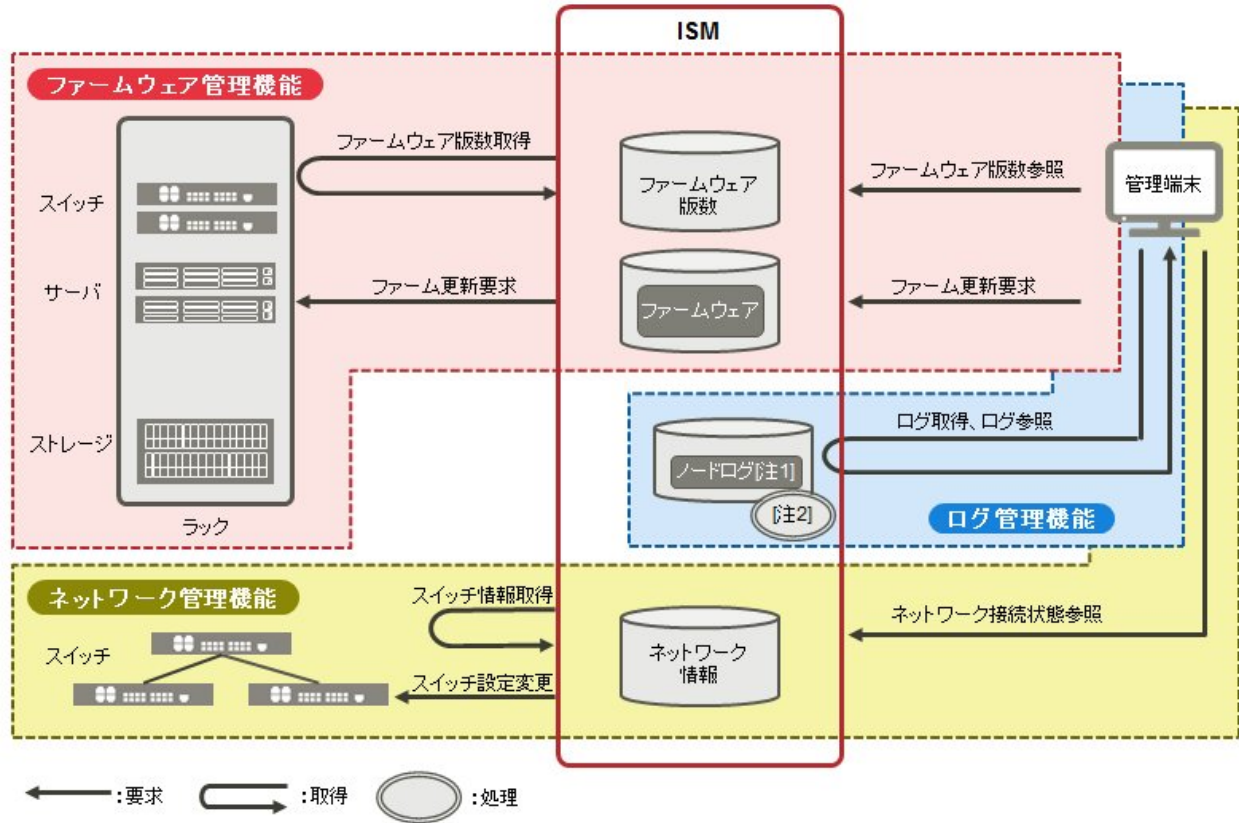 ISM
ファームウェア管理機能
ファームウェア版数取得
ファームウェア
版数
ファームウェア版数参照
管理端末
スイッチ
サーバ
ファーム更新要求
ファームウェア
ファーム更新要求
ストレージ
ラック
ノードログ[注1]
[注2]
ログ取得、ログ参照
ログ管理機能
ネットワーク管理機能
スイッチ情報取得
ネットワーク
情報
ネットワーク接続状態参照
スイッチ
スイッチ設定変更
:要求
:取得
:処理